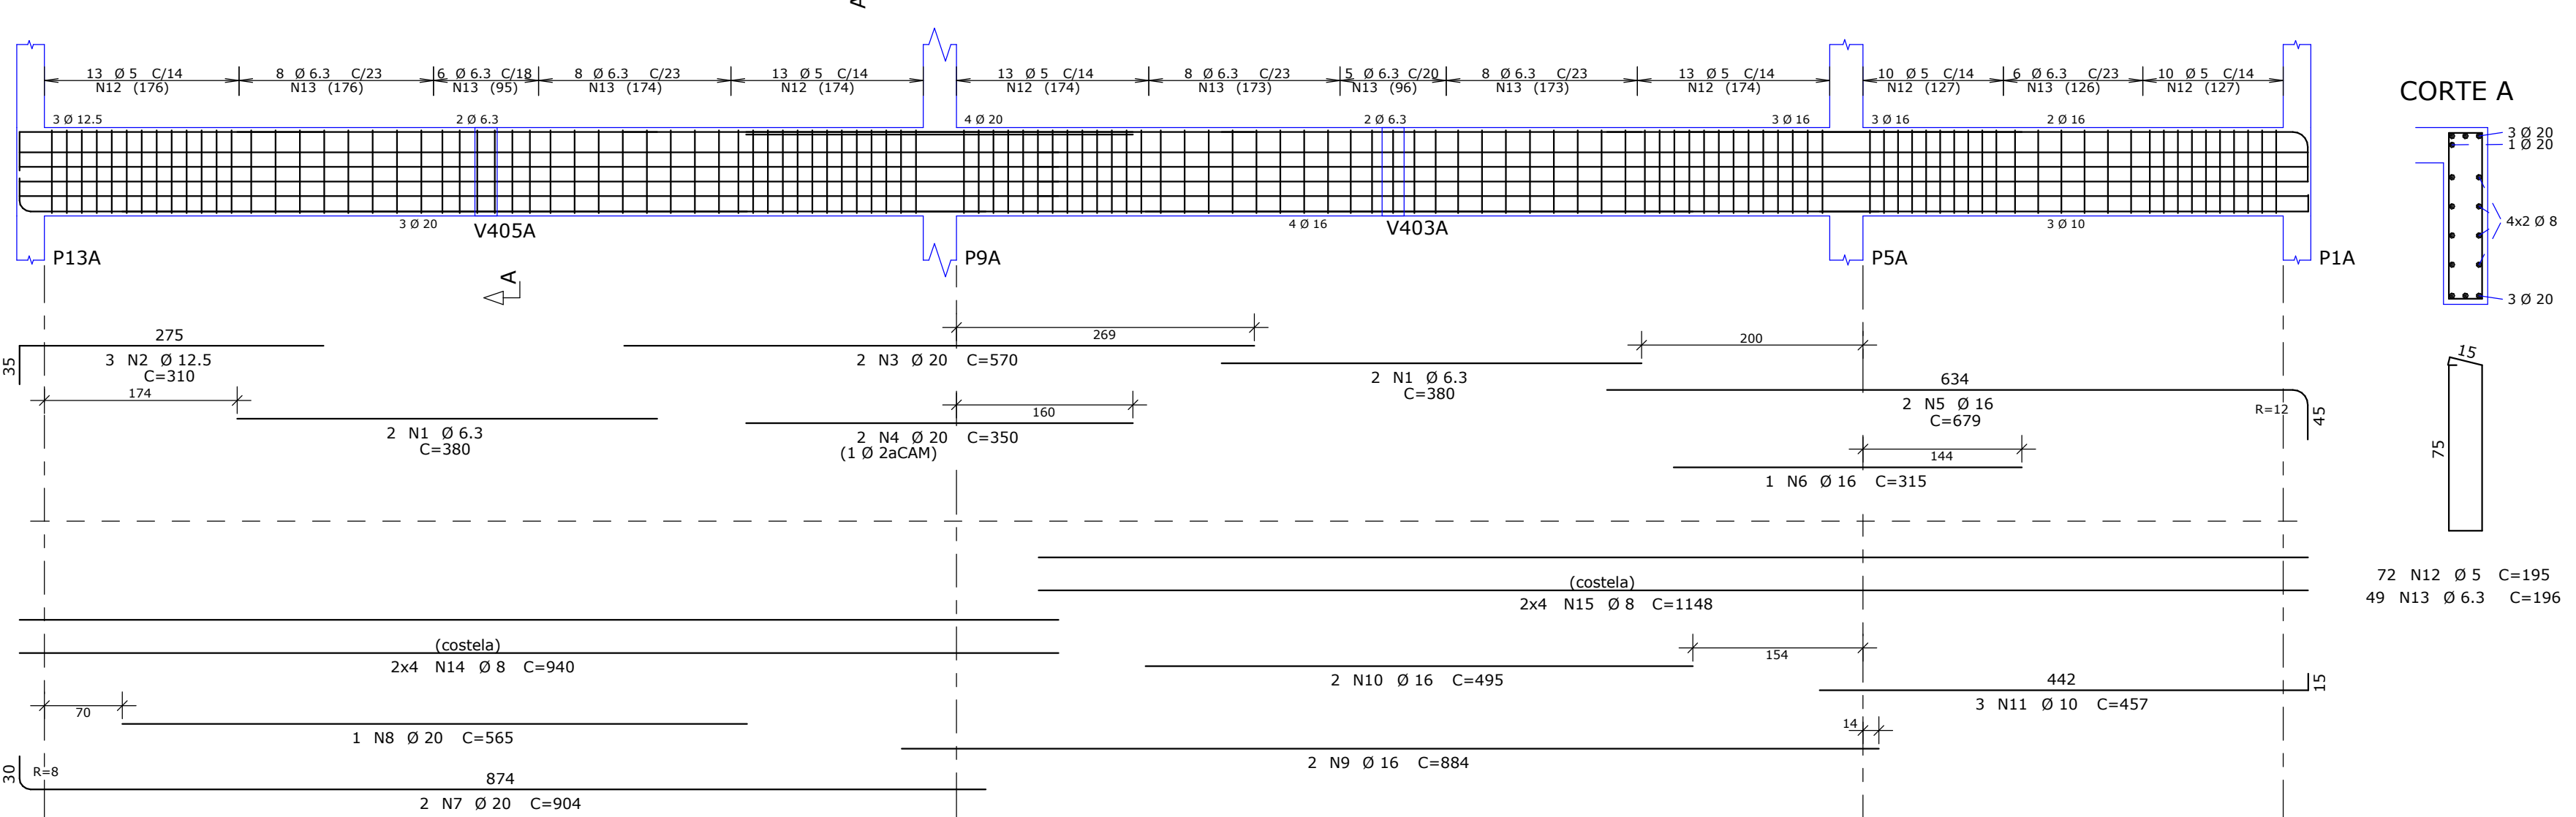 A
13 Ø 5 C/14
N12 (176)
8 Ø 6.3 C/23
N13 (176)
6 Ø 6.3 C/18
N13 (95)
8 Ø 6.3 C/23
N13 (174)
13 Ø 5 C/14
N12 (174)
13 Ø 5 C/14
N12 (174)
8 Ø 6.3 C/23
N13 (173)
5 Ø 6.3 C/20
N13 (96)
8 Ø 6.3 C/23
N13 (173)
13 Ø 5 C/14
N12 (174)
10 Ø 5 C/14
N12 (127)
6 Ø 6.3 C/23
N13 (126)
10 Ø 5 C/14
N12 (127)
3 Ø 12.5
2 Ø 6.3
4 Ø 20
2 Ø 6.3
3 Ø 16
3 Ø 16
2 Ø 16
3 Ø 20
V405A
4 Ø 16
V403A
3 Ø 10
P13A
P9A
P5A
P1A
A
CORTE A
3 Ø 20
1 Ø 20
4x2 Ø 8
3 Ø 20
275
35
3 N2 Ø 12.5
C=310
174
2 N1 Ø 6.3
C=380
269
2 N3 Ø 20 C=570
160
2 N4 Ø 20 C=350
(1 Ø 2aCAM)
2 N1 Ø 6.3
C=380
200
634
2 N5 Ø 16
C=679
R=12
45
144
1 N6 Ø 16 C=315
15
75
72 N12 Ø 5 C=195
49 N13 Ø 6.3 C=196
(costela)
2x4 N15 Ø 8 C=1148
(costela)
2x4 N14 Ø 8 C=940
154
2 N10 Ø 16 C=495
442
15
3 N11 Ø 10 C=457
70
1 N8 Ø 20 C=565
14
2 N9 Ø 16 C=884
30
R=8
874
2 N7 Ø 20 C=904